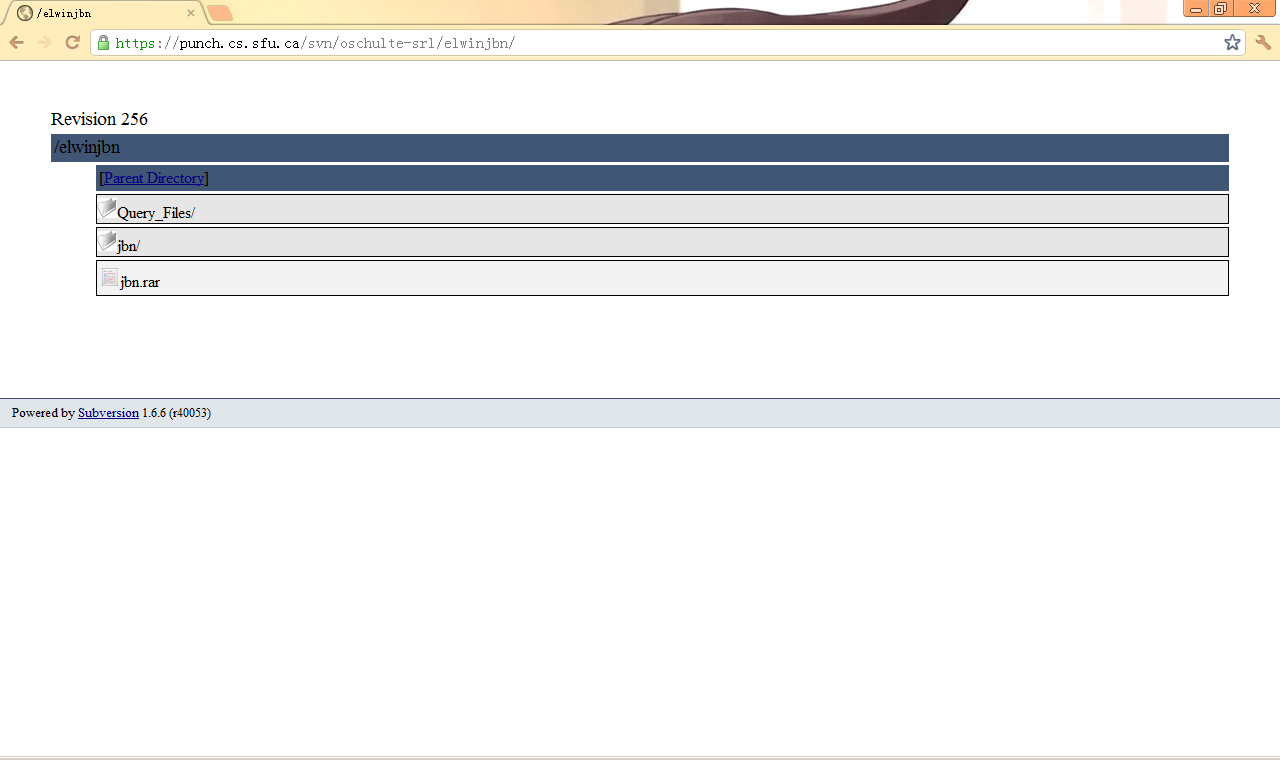 /elwinjbn
https://punch.cs.sfu.ca/svn/oschulte-srl/elwinjbn/
Revision 256
/elwinjbn
[Parent Directory]
Query_Files/
jbn/
jbn.rar
Powered by Subversion 1.6.6 (r40053)